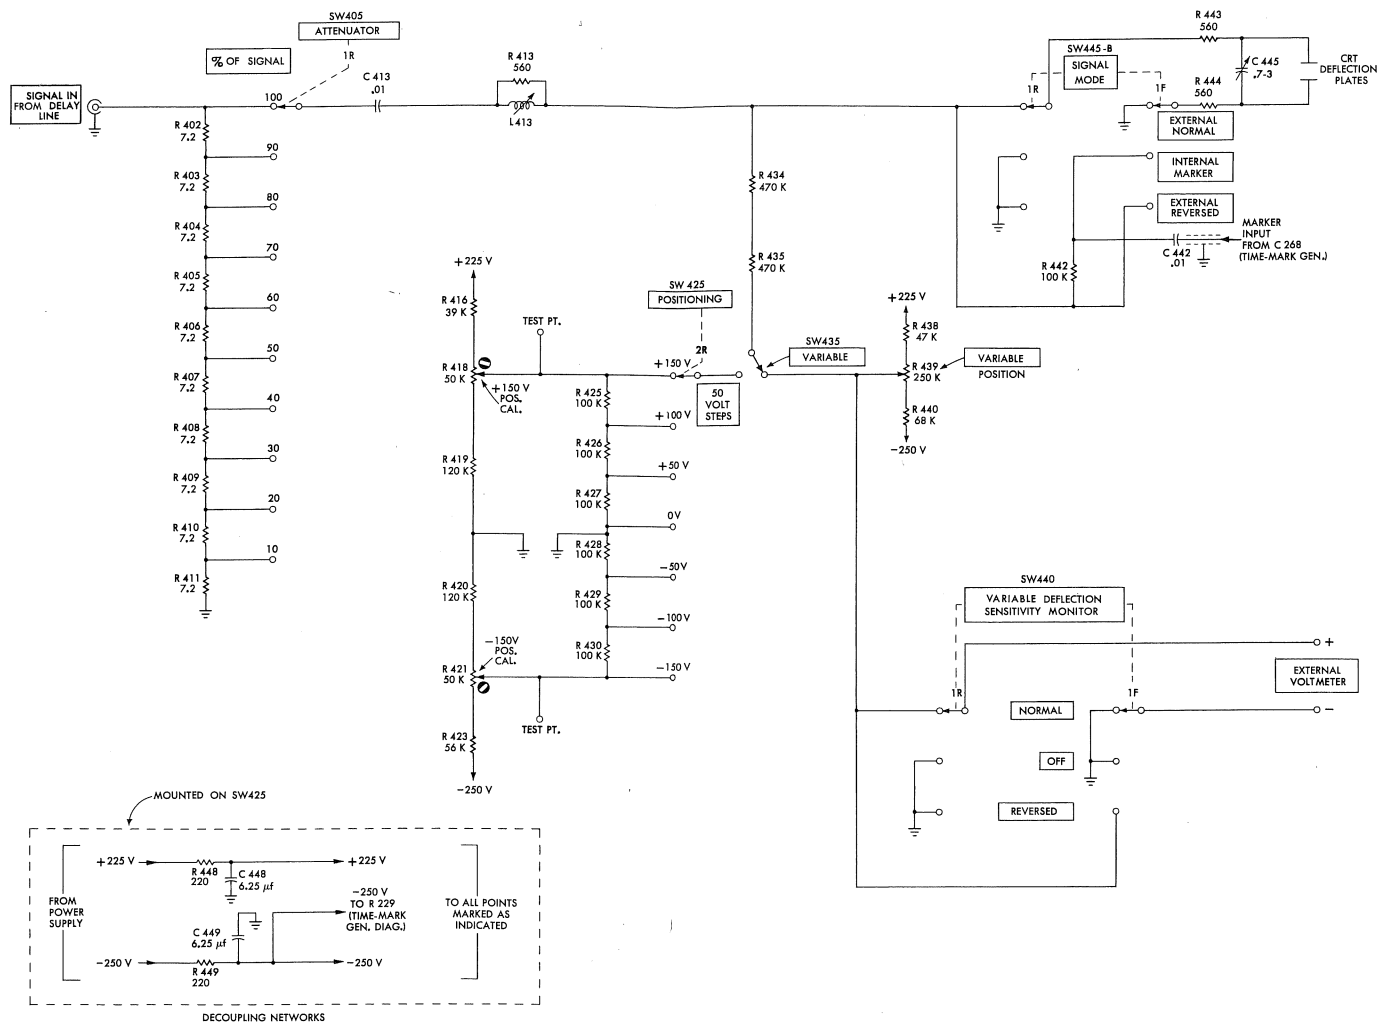 SW405
ATTENUATOR
1R
% OF SIGNAL
SIGNAL IN
FROM DELAY
LINE
100
C 413
.01
R 413
560
L413
R 402
7.2
90
R 403
7.2
80
R 404
7.2
70
R 405
7.2
60
R 406
7.2
50
R 407
7.2
40
R 408
7.2
30
R 409
7.2
20
R 410
7.2
10
R 411
7.2
R 443
560
SW445-B
SIGNAL
MODE
1R
1F
C 445
.7-3
CRT
DEFLECTION
PLATES
R 444
560
EXTERNAL
NORMAL
INTERNAL
MARKER
EXTERNAL
REVERSED
MARKER
INPUT
FROM C 268
(TIME-MARK GEN.)
C 442
.01
R 442
100 K
R 434
470 K
R 435
470 K
+225 V
R 416
39 K
TEST PT.
R 418
50 K
+150 V
POS.
CAL.
SW 425
POSITIONING
2R
+150 V
50
VOLT
STEPS
SW435
VARIABLE
+225 V
R 438
47 K
R 439
250 K
VARIABLE
POSITION
R 440
68 K
-250 V
R 425
100 K
+100 V
R 426
100 K
+50 V
R 427
100 K
0V
R 428
100 K
-50V
R 429
100 K
-100V
R 430
100 K
-150 V
R 419
120 K
R 420
120 K
-150V
POS.
CAL.
R 421
50 K
TEST PT.
R 423
56 K
-250 V
SW440
VARIABLE DEFLECTION
SENSITIVITY MONITOR
1R
1F
+
EXTERNAL
VOLTMETER
-
NORMAL
OFF
REVERSED
MOUNTED ON SW425
+225 V
R 448
220
C 448
6.25 µf
+225 V
FROM
POWER
SUPPLY
-250 V
TO R 229
(TIME-MARK
GEN. DIAG.)
C 449
6.25 µf
-250 V
R 449
220
-250 V
TO ALL POINTS
MARKED AS
INDICATED
DECOUPLING NETWORKS